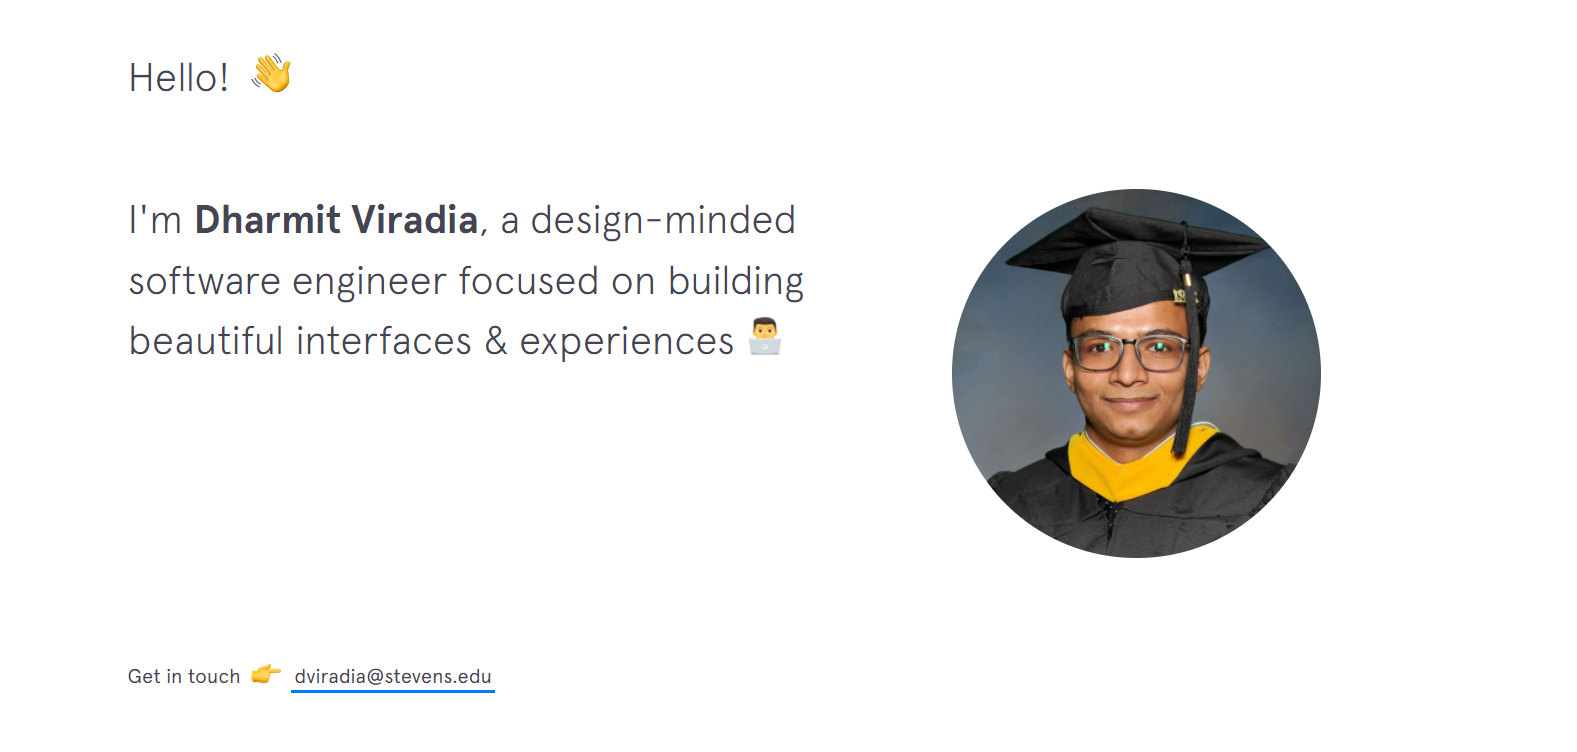 Hello! 👋
I'm Dharmit Viradia, a design-minded
software engineer focused on building
beautiful interfaces & experiences 👨‍💻
Get in touch 👉 dviradia@stevens.edu